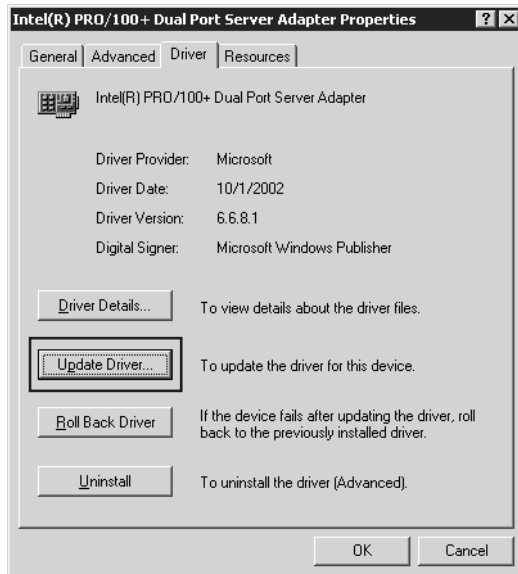 Intel(R) PRO/100+ Dual Port Server Adapter Properties
General Advanced Driver Resources
Intel(R) PRO/100+ Dual Port Server Adapter
Driver Provider: Microsoft
Driver Date: 10/1/2002
Driver Version: 6.6.8.1
Digital Signer: Microsoft Windows Publisher
Driver Details... To view details about the driver files.
Update Driver... To update the driver for this device.
Roll Back Driver If the device fails after updating the driver, roll
back to the previously installed driver.
Uninstall To uninstall the driver (Advanced).
OK Cancel